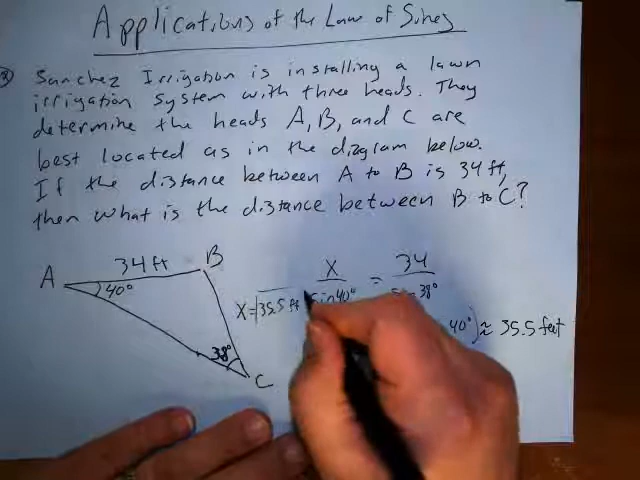 Applications of the Law of Sines
Sanchez Irrigation is installing a lawn
irrigation system with three heads. They
determine the heads A, B, and C are
best located as in the diagram below.
If the distance between A to B is 34 ft,
then what is the distance between B to C?
A 34 ft B
40°
38°
C
X = 35.5 ft
X = 34
sin 40° 38°
40°) ≈ 35.5 feet